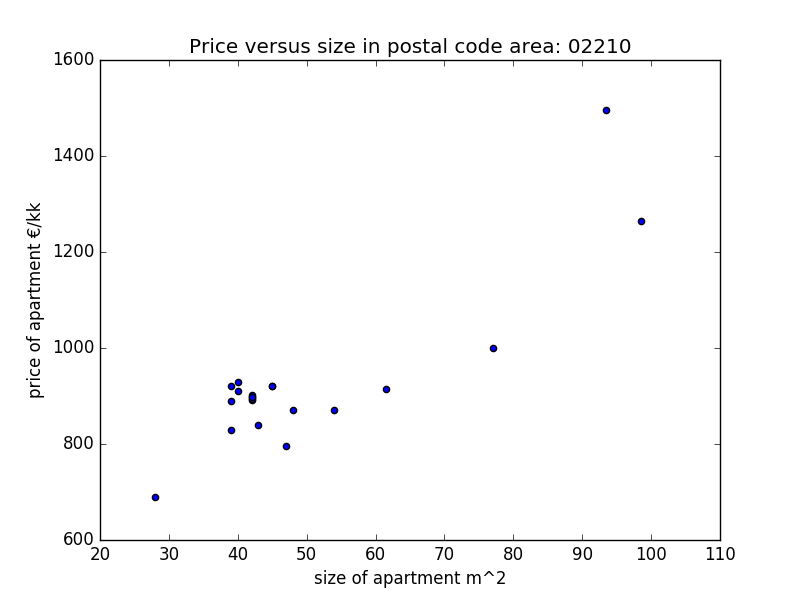 Price versus size in postal code area: 02210
1600
1400
1200
1000
800
600
price of apartment €/kk
20 30 40 50 60 70 80 90 100 110
size of apartment m^2